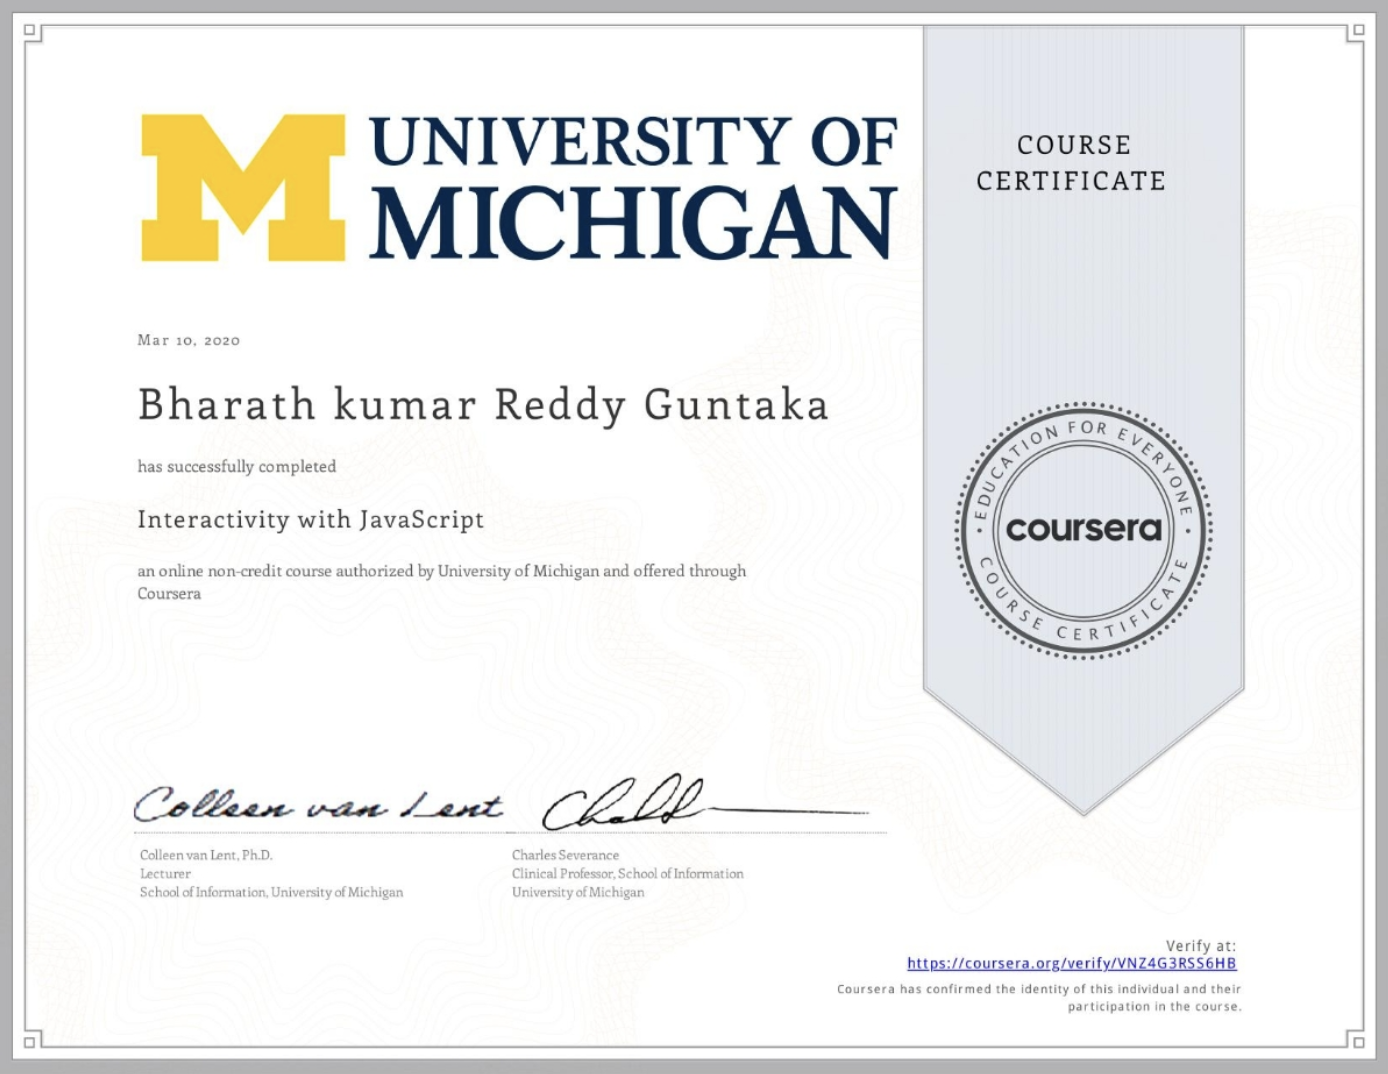 UNIVERSITY OF
MICHIGAN
COURSE
CERTIFICATE
Mar 10, 2020
Bharath kumar Reddy Guntaka
has successfully completed
Interactivity with JavaScript
an online non-credit course authorized by University of Michigan and offered through
Coursera
EDUCATION FOR EVERYONE
coursera
COURSE CERTIFICATE
Colleen van Lent
Colleen van Lent, Ph.D.
Lecturer
School of Information, University of Michigan
Charles Severance
Clinical Professor, School of Information
University of Michigan
Verify at:
https://coursera.org/verify/VNZ4G3RSS6HB
Coursera has confirmed the identity of this individual and their
participation in the course.